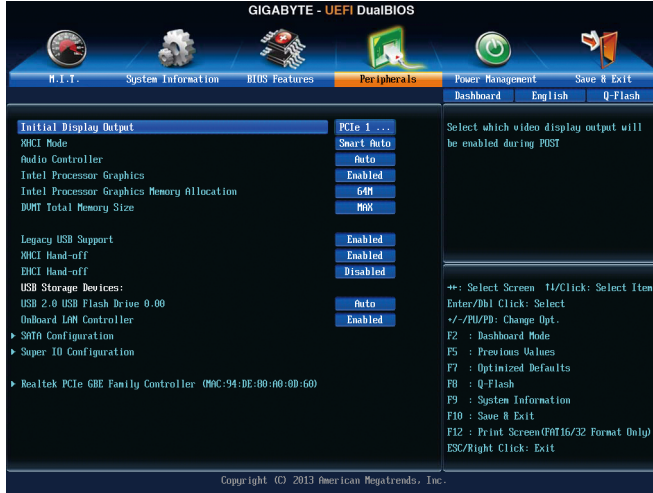 GIGABYTE - UEFI DualBIOS
M.I.T. System Information BIOS Features Peripherals Power Management Save & Exit
Dashboard English Q-Flash
Initial Display Output PCIe 1 ...
XHCI Mode Smart Auto
Audio Controller Auto
Intel Processor Graphics Enabled
Intel Processor Graphics Memory Allocation 64M
DVMT Total Memory Size MAX
Legacy USB Support Enabled
XHCI Hand-off Enabled
EHCI Hand-off Disabled
USB Storage Devices:
USB 2.0 USB Flash Drive 0.00 Auto
OnBoard LAN Controller Enabled
SATA Configuration
Super IO Configuration
Realtek PCIe GBE Family Controller (MAC:94:DE:80:A0:0D:60)
Select which video display output will
be enabled during POST
↔: Select Screen ↑↓/Click: Select Item
Enter/Dbl Click: Select
+/-/PU/PD: Change Opt.
F2 : Dashboard Mode
F5 : Previous Values
F7 : Optimized Defaults
F8 : Q-Flash
F9 : System Information
F10 : Save & Exit
F12 : Print Screen(FAT16/32 Format Only)
ESC/Right Click: Exit
Copyright (C) 2013 American Megatrends, Inc.